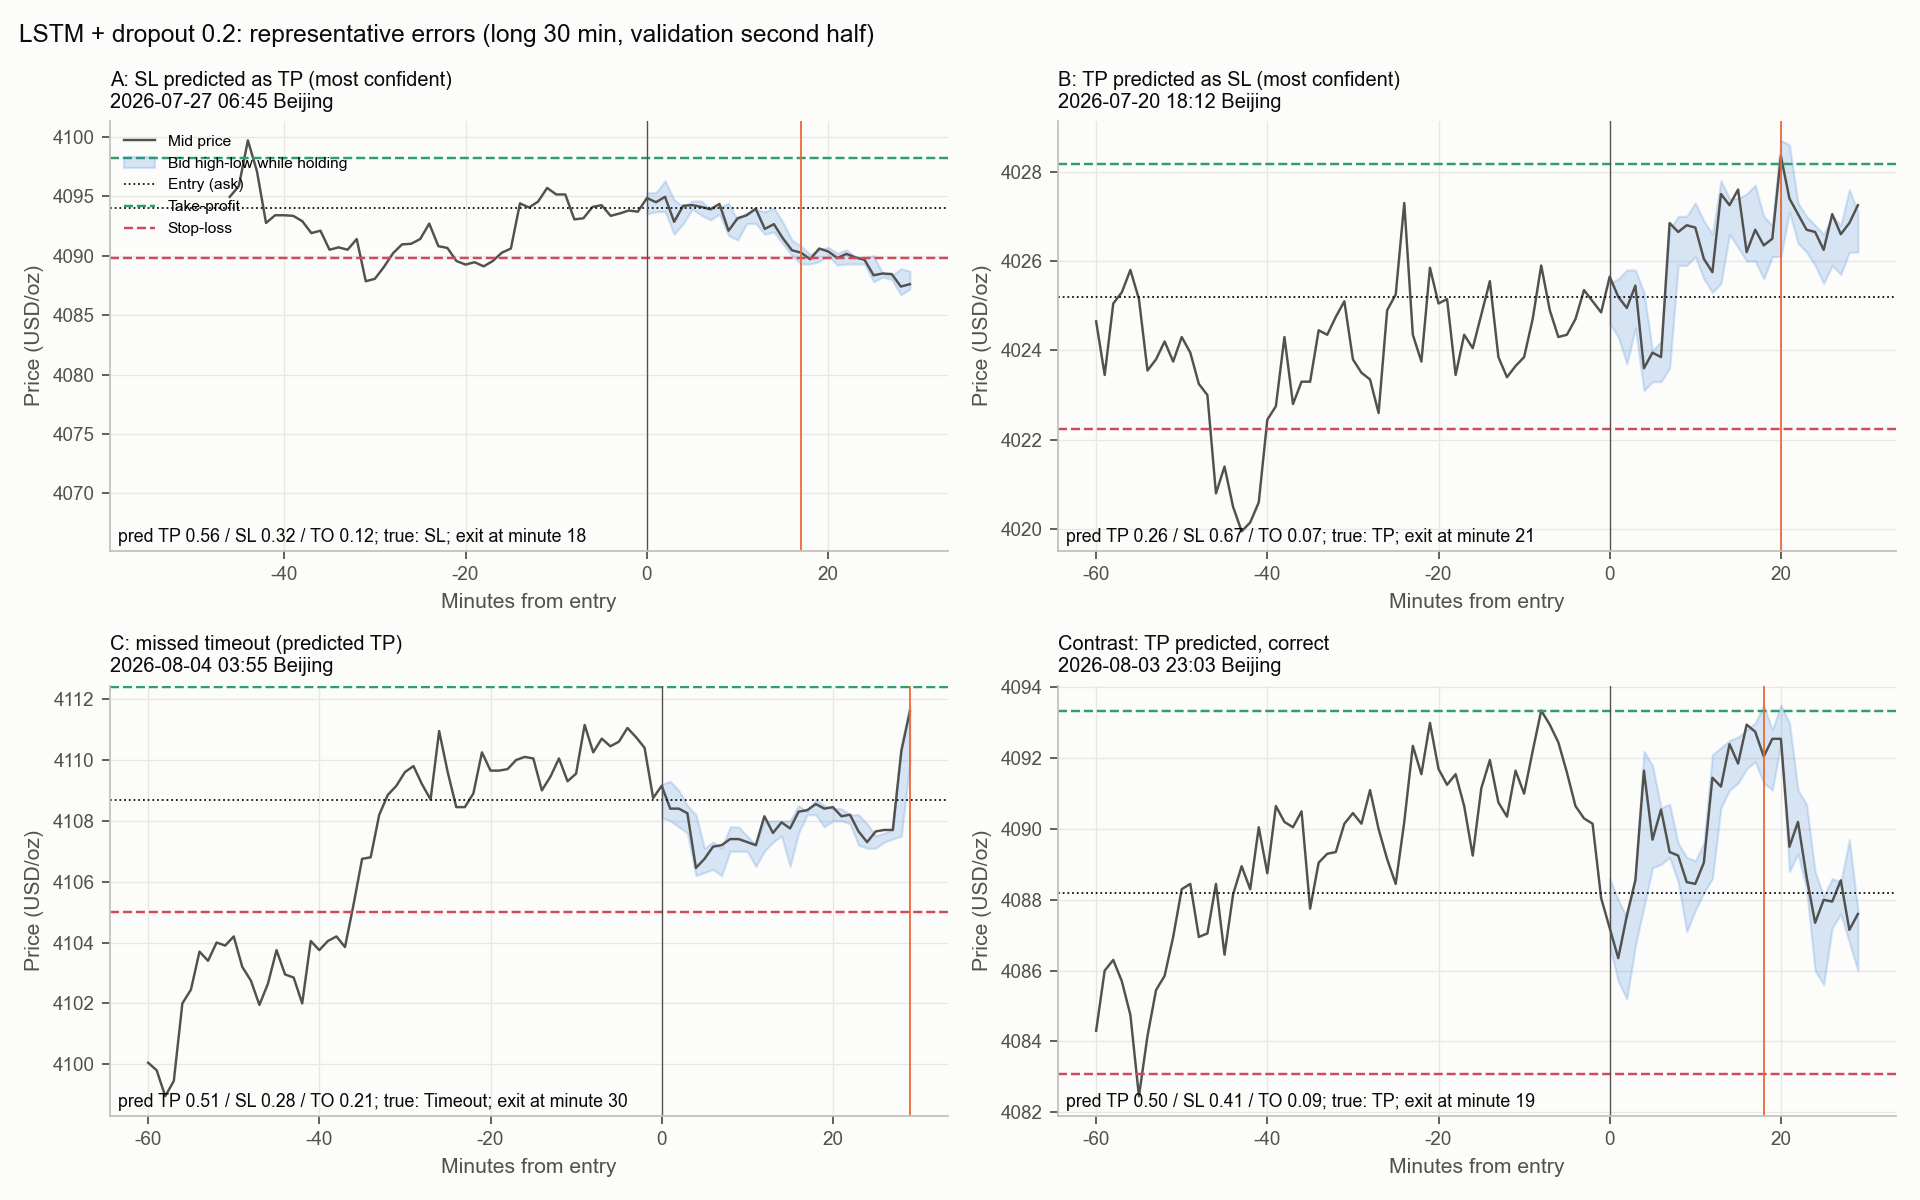 LSTM + dropout 0.2: representative errors (long 30 min, validation second half)
A: SL predicted as TP (most confident)
2026-07-27 06:45 Beijing
4100
4095
4090
4085
4080
4075
4070
Price (USD/oz)
Mid price
Bid high-low while holding
Entry (ask)
Take-profit
Stop-loss
pred TP 0.56 / SL 0.32 / TO 0.12; true: SL; exit at minute 18
-40
-20
0
20
Minutes from entry
B: TP predicted as SL (most confident)
2026-07-20 18:12 Beijing
4028
4026
4024
4022
4020
Price (USD/oz)
pred TP 0.26 / SL 0.67 / TO 0.07; true: TP; exit at minute 21
-60
-40
-20
0
20
Minutes from entry
C: missed timeout (predicted TP)
2026-08-04 03:55 Beijing
4112
4110
4108
4106
4104
4102
4100
Price (USD/oz)
pred TP 0.51 / SL 0.28 / TO 0.21; true: Timeout; exit at minute 30
-60
-40
-20
0
20
Minutes from entry
Contrast: TP predicted, correct
2026-08-03 23:03 Beijing
4094
4092
4090
4088
4086
4084
4082
Price (USD/oz)
pred TP 0.50 / SL 0.41 / TO 0.09; true: TP; exit at minute 19
-60
-40
-20
0
20
Minutes from entry